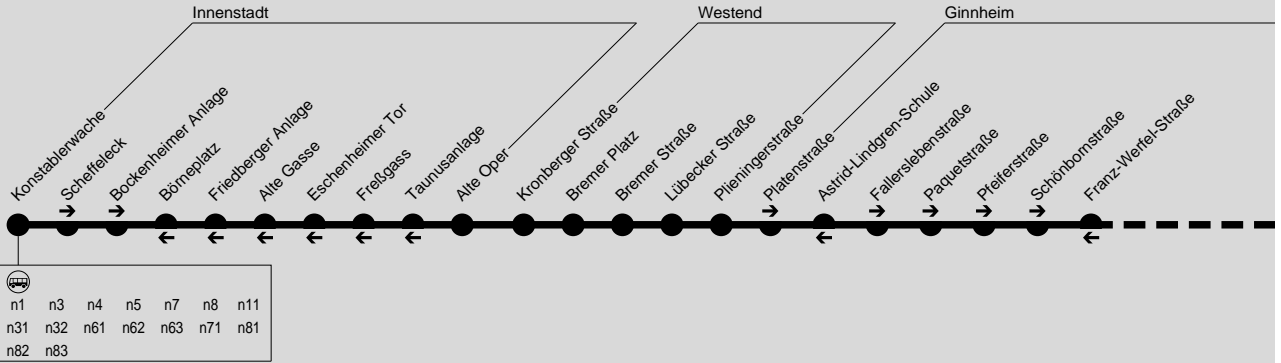 Innenstadt
Westend
Ginnheim
Konstablerwache
Scheffeleck
Bockenheimer Anlage
Börneplatz
Friedberger Anlage
Alte Gasse
Eschenheimer Tor
Freßgass
Taunusanlage
Alte Oper
Kronberger Straße
Bremer Platz
Bremer Straße
Lübecker Straße
Plieningerstraße
Platenstraße
Astrid-Lindgren-Schule
Fallerslebenstraße
Paquetstraße
Pfeiferstraße
Schönbornstraße
Franz-Werfel-Straße
n1 n3 n4 n5 n7 n8 n11
n31 n32 n61 n62 n63 n71 n81
n82 n83